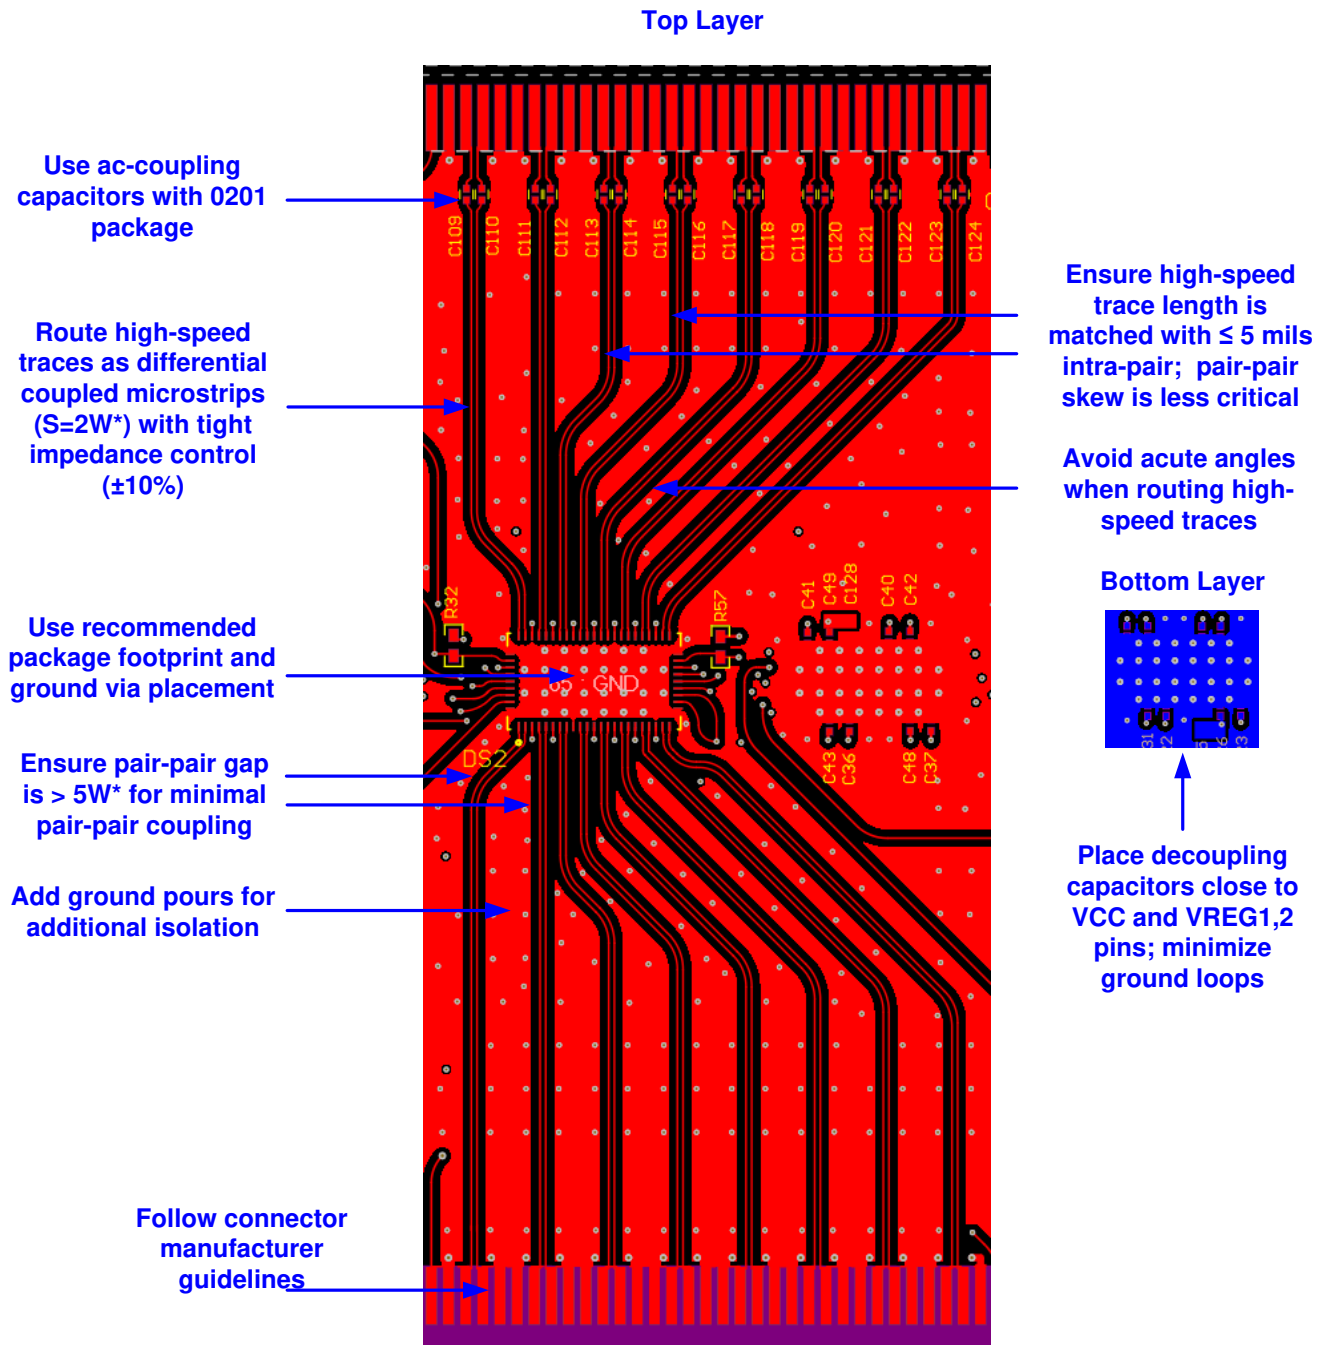 Top Layer
Use ac-coupling
capacitors with 0201
package
C109
C110
C111
C112
C113
C114
C115
C116
C117
C118
C119
C120
C121
C122
C123
C124
Ensure high-speed
trace length is
matched with ≤ 5 mils
intra-pair; pair-pair
skew is less critical
Route high-speed
traces as differential
coupled microstrips
(S=2W*) with tight
impedance control
(±10%)
Avoid acute angles
when routing high-
speed traces
Bottom Layer
R32
R57
C41
C49
C128
C40
C42
Use recommended
package footprint and
ground via placement
65 : GND
DS2
C43
C36
C48
C37
31
22
Ensure pair-pair gap
is > 5W* for minimal
pair-pair coupling
Place decoupling
capacitors close to
VCC and VREG1,2
pins; minimize
ground loops
Add ground pours for
additional isolation
Follow connector
manufacturer
guidelines